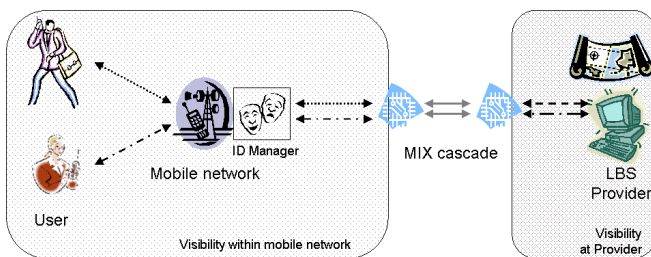 ID Manager
Mobile network
User
Visibility within mobile network
MIX cascade
LBS
Provider
Visibility
at Provider